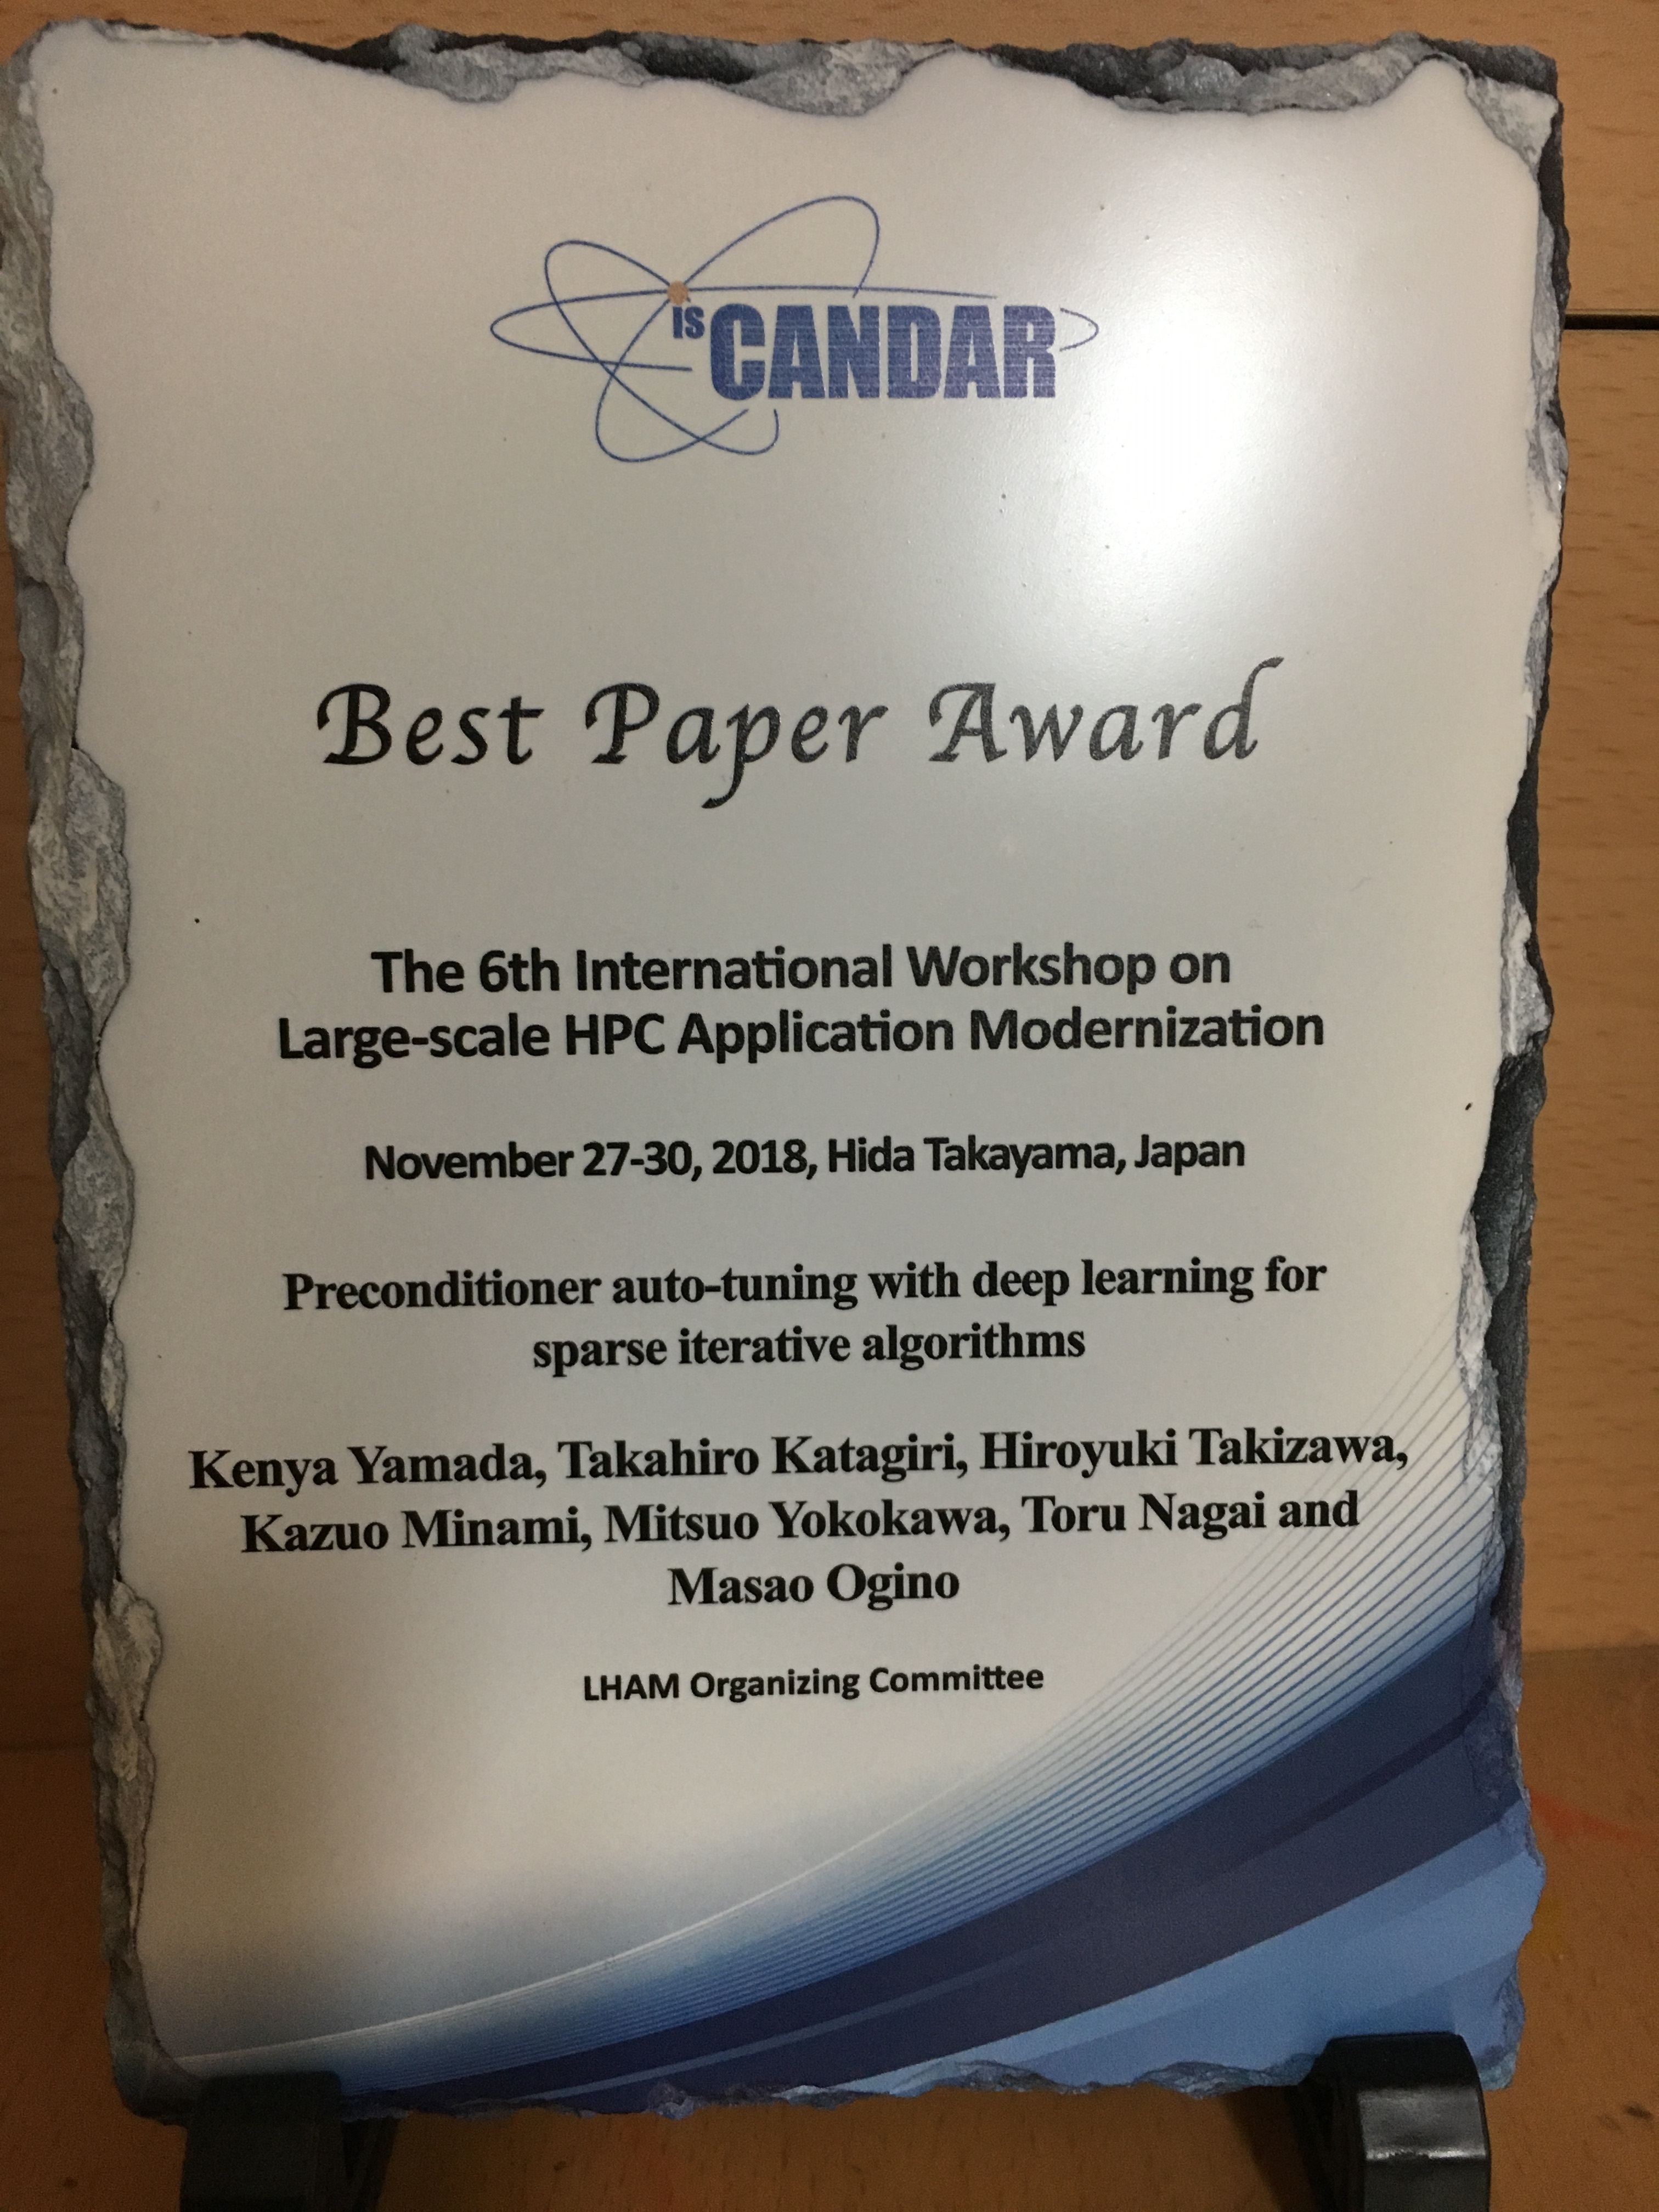 IS CANDAR
Best Paper Award
The 6th International Workshop on
Large-scale HPC Application Modernization
November 27-30, 2018, Hida Takayama, Japan
Preconditioner auto-tuning with deep learning for
sparse iterative algorithms
Kenya Yamada, Takahiro Katagiri, Hiroyuki Takizawa,
Kazuo Minami, Mitsuo Yokokawa, Toru Nagai and
Masao Ogino
LHAM Organizing Committee